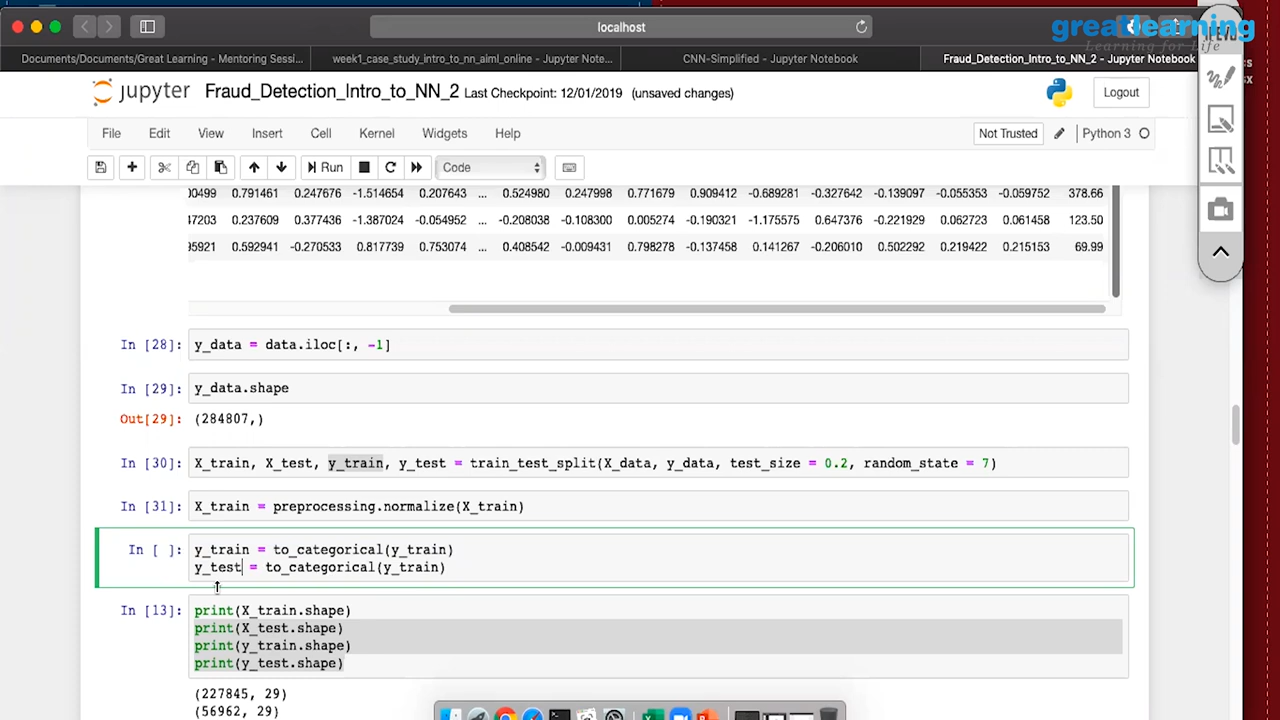 localhost
greatlearning
Learning for Life
Documents/Documents/Great Learning - Mentoring Sessi...
week1_case_study_intro_to_nn_aiml_online - Jupyter Note...
CNN-Simplified - Jupyter Notebook
Fraud_Detection_Intro_to_NN_2 - Jupyter Notebook
jupyter Fraud_Detection_Intro_to_NN_2 Last Checkpoint: 12/01/2019 (unsaved changes)
Logout
File Edit View Insert Cell Kernel Widgets Help
Not Trusted
Python 3
Run
Code
00499 0.791461 0.247676 -1.514654 0.207643 ... 0.524980 0.247998 0.771679 0.909412 -0.689281 -0.327642 -0.139097 -0.055353 -0.059752 378.66
47203 0.237609 0.377436 -1.387024 -0.054952 ... -0.208038 -0.108300 0.005274 -0.190321 -1.175575 0.647376 -0.221929 0.062723 0.061458 123.50
95921 0.592941 -0.270533 0.817739 0.753074 ... 0.408542 -0.009431 0.798278 -0.137458 0.141267 -0.206010 0.502292 0.219422 0.215153 69.99
In [28]: y_data = data.iloc[:, -1]
In [29]: y_data.shape
Out[29]: (284807,)
In [30]: X_train, X_test, y_train, y_test = train_test_split(X_data, y_data, test_size = 0.2, random_state = 7)
In [31]: X_train = preprocessing.normalize(X_train)
In [ ]: y_train = to_categorical(y_train)
y_test = to_categorical(y_train)
In [13]: print(X_train.shape)
print(X_test.shape)
print(y_train.shape)
print(y_test.shape)
(227845, 29)
(56962, 29)